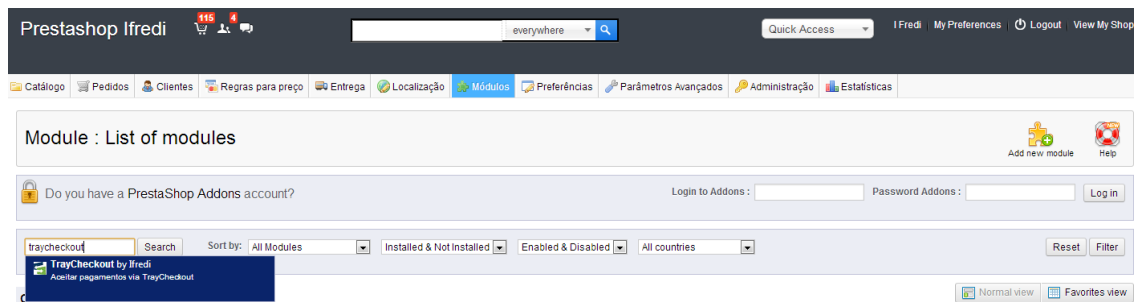 Prestashop Ifredi 115 4 everywhere Quick Access I Fredi My Preferences Logout View My Shop
Catálogo Pedidos Clientes Regras para preço Entrega Localização Módulos Preferências Parâmetros Avançados Administração Estatísticas
Module : List of modules
Add new module Help
Do you have a PrestaShop Addons account? Login to Addons : Password Addons : Log in
traycheckout Search Sort by: All Modules Installed & Not Installed Enabled & Disabled All countries Reset Filter
TrayCheckout by Ifredi
Aceitar pagamentos via TrayCheckout
Normal view Favorites view